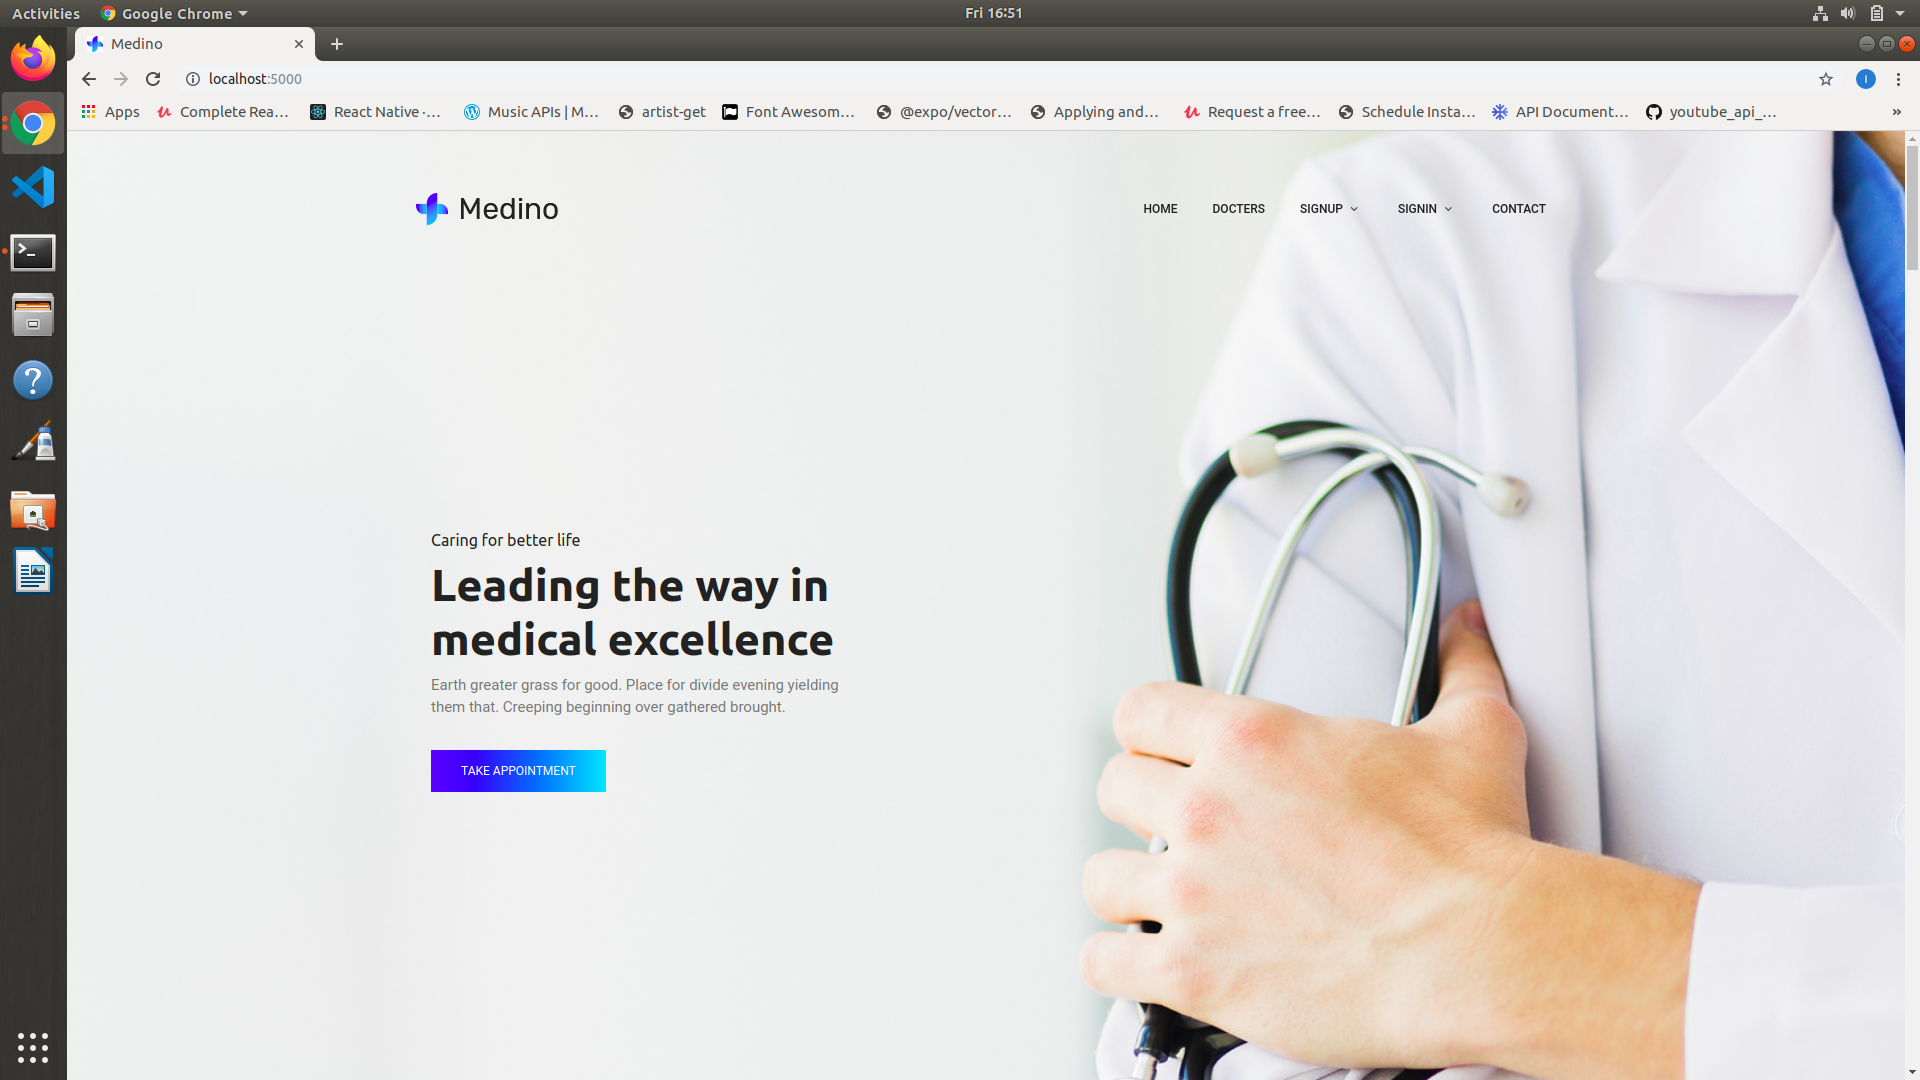 Activities
Google Chrome
Fri 16:51
Medino
localhost:5000
I
Apps
Complete Rea...
React Native ·...
Music APIs | M...
artist-get
Font Awesom...
@expo/vector...
Applying and...
Request a free...
Schedule Insta...
API Document...
youtube_api_...
»
Medino
HOME
DOCTERS
SIGNUP
SIGNIN
CONTACT
Caring for better life
Leading the way in
medical excellence
Earth greater grass for good. Place for divide evening yielding
them that. Creeping beginning over gathered brought.
TAKE APPOINTMENT